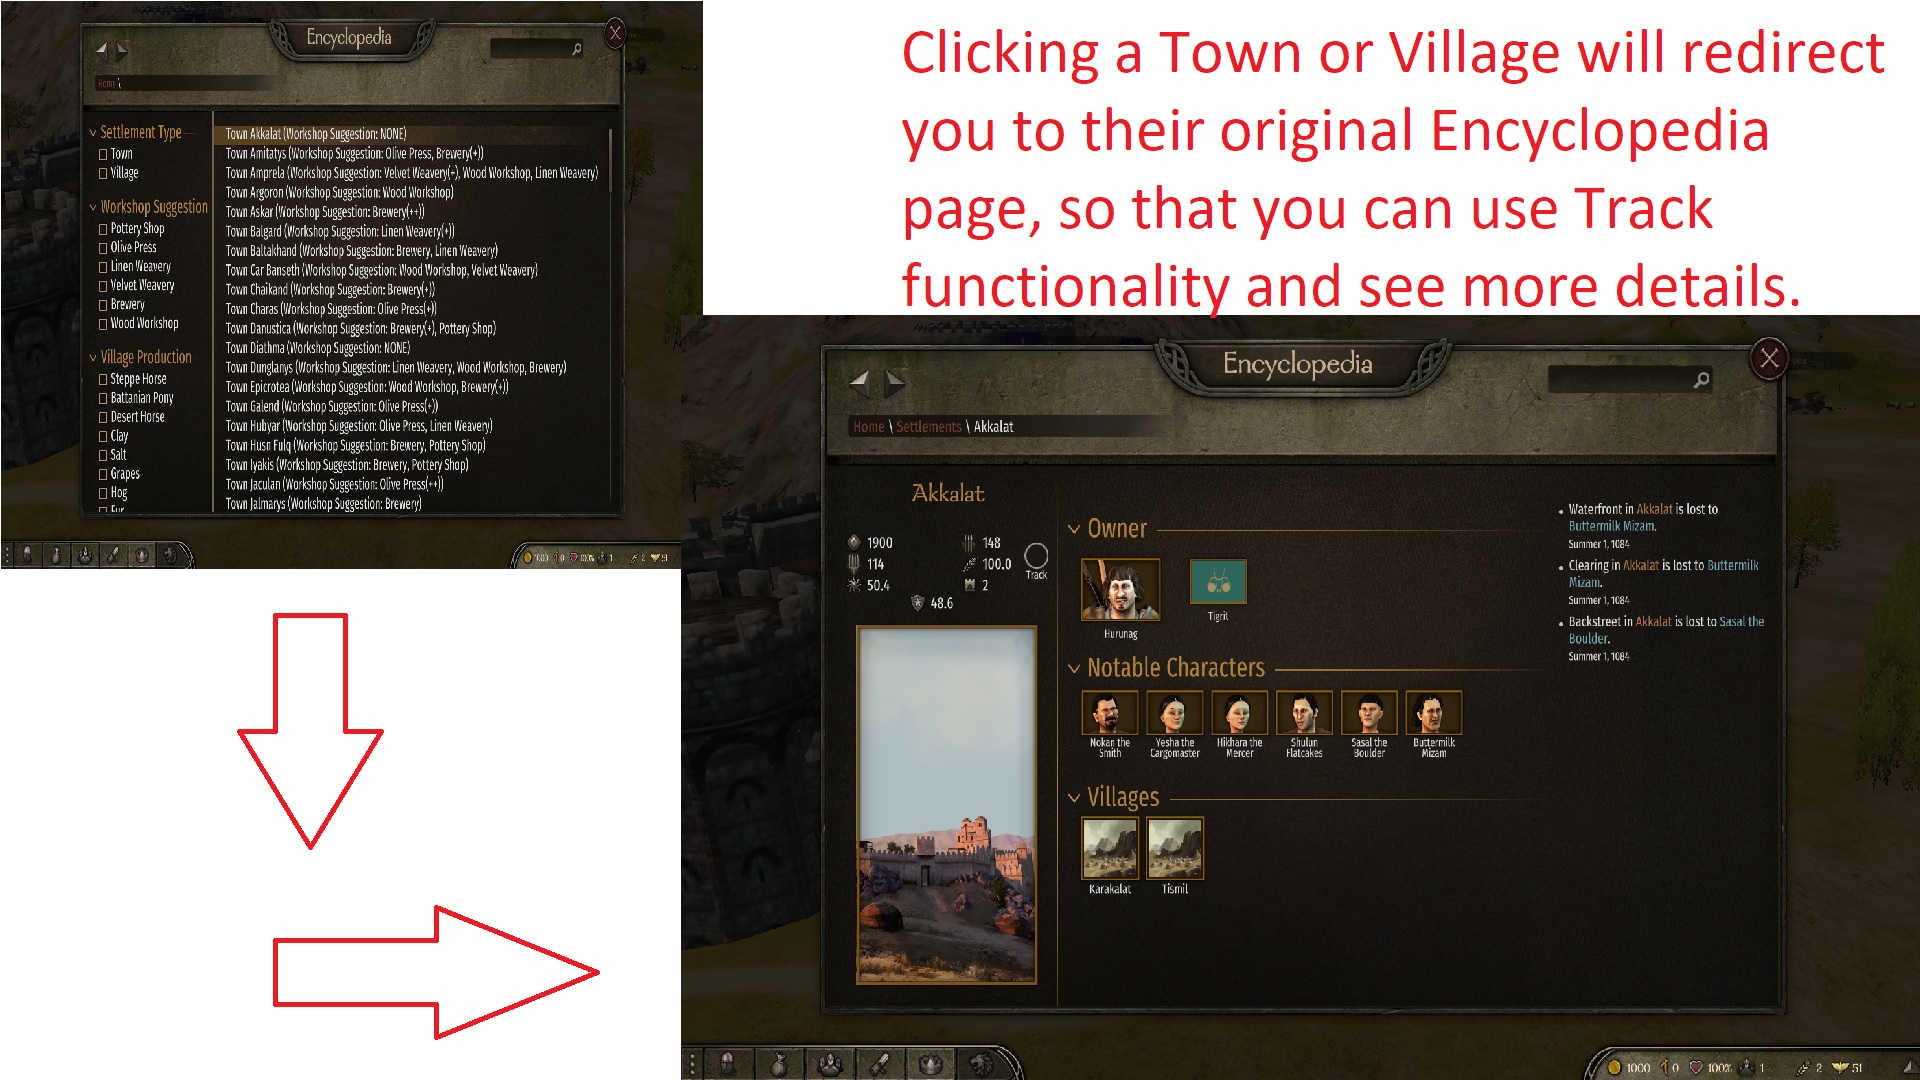 Encyclopedia
Home \
Settlement Type
Town
Village
Workshop Suggestion
Pottery Shop
Olive Press
Linen Weavery
Velvet Weavery
Brewery
Wood Workshop
Village Production
Steppe Horse
Battanian Pony
Desert Horse
Clay
Salt
Grapes
Hog
Fur
Town Akkalat (Workshop Suggestion: NONE)
Town Amitatys (Workshop Suggestion: Olive Press, Brewery(+))
Town Amprela (Workshop Suggestion: Velvet Weavery(+), Wood Workshop, Linen Weavery)
Town Argoron (Workshop Suggestion: Wood Workshop)
Town Askar (Workshop Suggestion: Brewery(++))
Town Balgard (Workshop Suggestion: Linen Weavery(+))
Town Baltakhand (Workshop Suggestion: Brewery, Linen Weavery)
Town Car Banseth (Workshop Suggestion: Wood Workshop, Velvet Weavery)
Town Chaikand (Workshop Suggestion: Brewery(+))
Town Charas (Workshop Suggestion: Olive Press(+))
Town Danustica (Workshop Suggestion: Brewery(+), Pottery Shop)
Town Diathma (Workshop Suggestion: NONE)
Town Dunglanys (Workshop Suggestion: Linen Weavery, Wood Workshop, Brewery)
Town Epicrotea (Workshop Suggestion: Wood Workshop, Brewery(+))
Town Galend (Workshop Suggestion: Olive Press(+))
Town Hubyar (Workshop Suggestion: Olive Press, Linen Weavery)
Town Husn Fulq (Workshop Suggestion: Brewery, Pottery Shop)
Town Iyakis (Workshop Suggestion: Brewery, Pottery Shop)
Town Jaculan (Workshop Suggestion: Olive Press(++))
Town Jalmarys (Workshop Suggestion: Brewery)
1000 0 100% 1 2 51
Clicking a Town or Village will redirect
you to their original Encyclopedia
page, so that you can use Track
functionality and see more details.
Encyclopedia
Home \ Settlements \ Akkalat
Akkalat
1900 148
114 100.0
50.4 2
48.6
Track
Owner
Hurunag Tigrit
Notable Characters
Nokan the Smith
Yesha the Cargomaster
Hikhara the Mercer
Shulun Flatcakes
Sasal the Boulder
Buttermilk Mizam
Villages
Karakalat Tismil
Waterfront in Akkalat is lost to
Buttermilk Mizam.
Summer 1, 1084
Clearing in Akkalat is lost to Buttermilk
Mizam.
Summer 1, 1084
Backstreet in Akkalat is lost to Sasal the
Boulder.
Summer 1, 1084
1000 0 100% 1 2 51